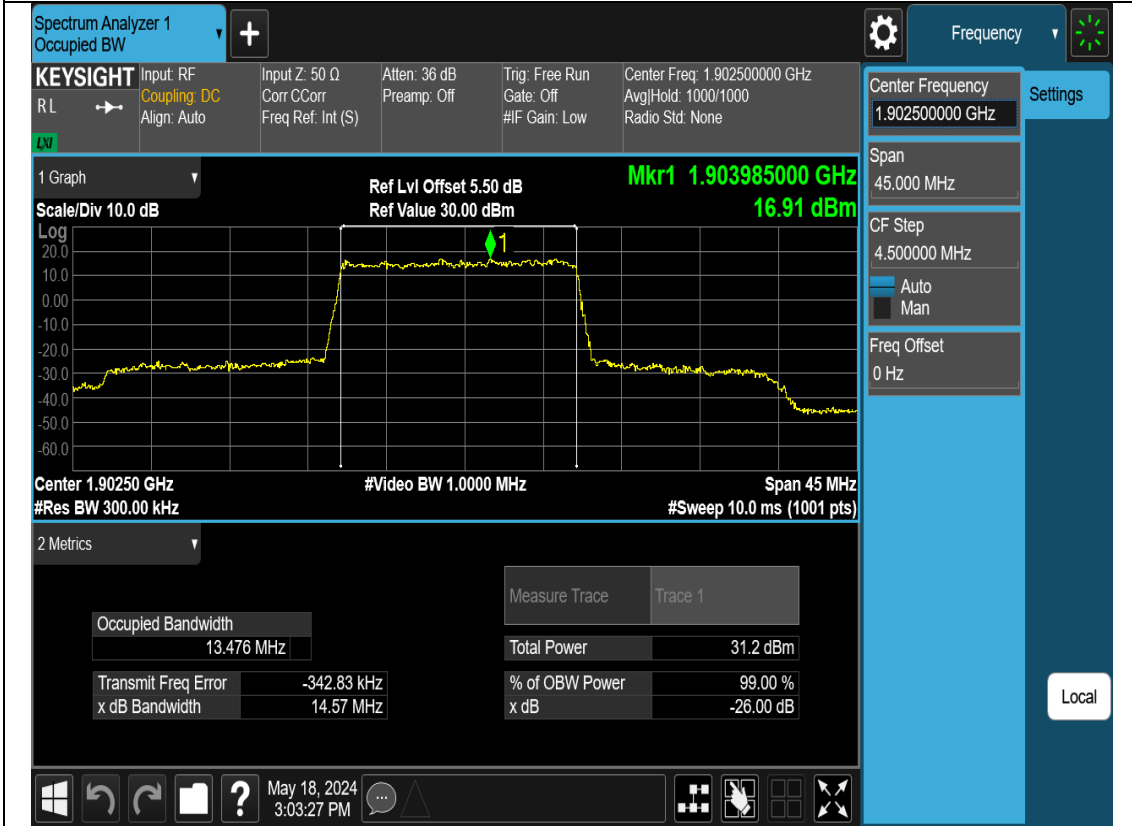 Spectrum Analyzer 1
Occupied BW
+
Frequency
KEYSIGHT
R L
LXI
Input: RF
Coupling: DC
Align: Auto
Input Z: 50 Ω
Corr CCorr
Freq Ref: Int (S)
Atten: 36 dB
Preamp: Off
Trig: Free Run
Gate: Off
#IF Gain: Low
Center Freq: 1.902500000 GHz
Avg|Hold: 1000/1000
Radio Std: None
Center Frequency
1.902500000 GHz
Settings
Span
45.000 MHz
CF Step
4.500000 MHz
Auto
Man
Freq Offset
0 Hz
Local
1 Graph
Scale/Div 10.0 dB
Ref Lvl Offset 5.50 dB
Ref Value 30.00 dBm
Mkr1 1.903985000 GHz
16.91 dBm
Log
1
20.0
10.0
0.00
-10.0
-20.0
-30.0
-40.0
-50.0
-60.0
Center 1.90250 GHz
#Video BW 1.0000 MHz
Span 45 MHz
#Res BW 300.00 kHz
#Sweep 10.0 ms (1001 pts)
2 Metrics
Measure Trace Trace 1
Occupied Bandwidth
13.476 MHz
Total Power 31.2 dBm
Transmit Freq Error -342.83 kHz
% of OBW Power 99.00 %
x dB Bandwidth 14.57 MHz
x dB -26.00 dB
?
May 18, 2024
3:03:27 PM